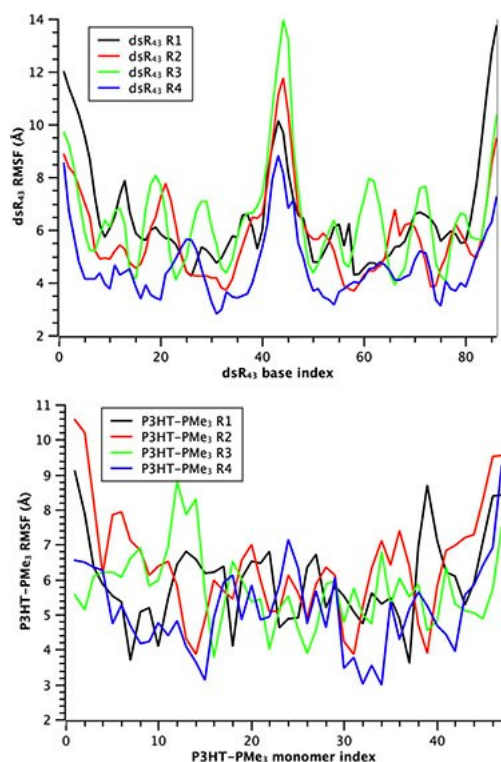 14
12
10
8
6
4
2
dsR₄₃ RMSF (Å)
dsR₄₃ R1
dsR₄₃ R2
dsR₄₃ R3
dsR₄₃ R4
0 20 40 60 80
dsR₄₃ base index
11
10
9
8
7
6
5
4
3
2
P3HT-PMe₃ RMSF (Å)
P3HT-PMe₃ R1
P3HT-PMe₃ R2
P3HT-PMe₃ R3
P3HT-PMe₃ R4
0 10 20 30 40
P3HT-PMe₃ monomer index